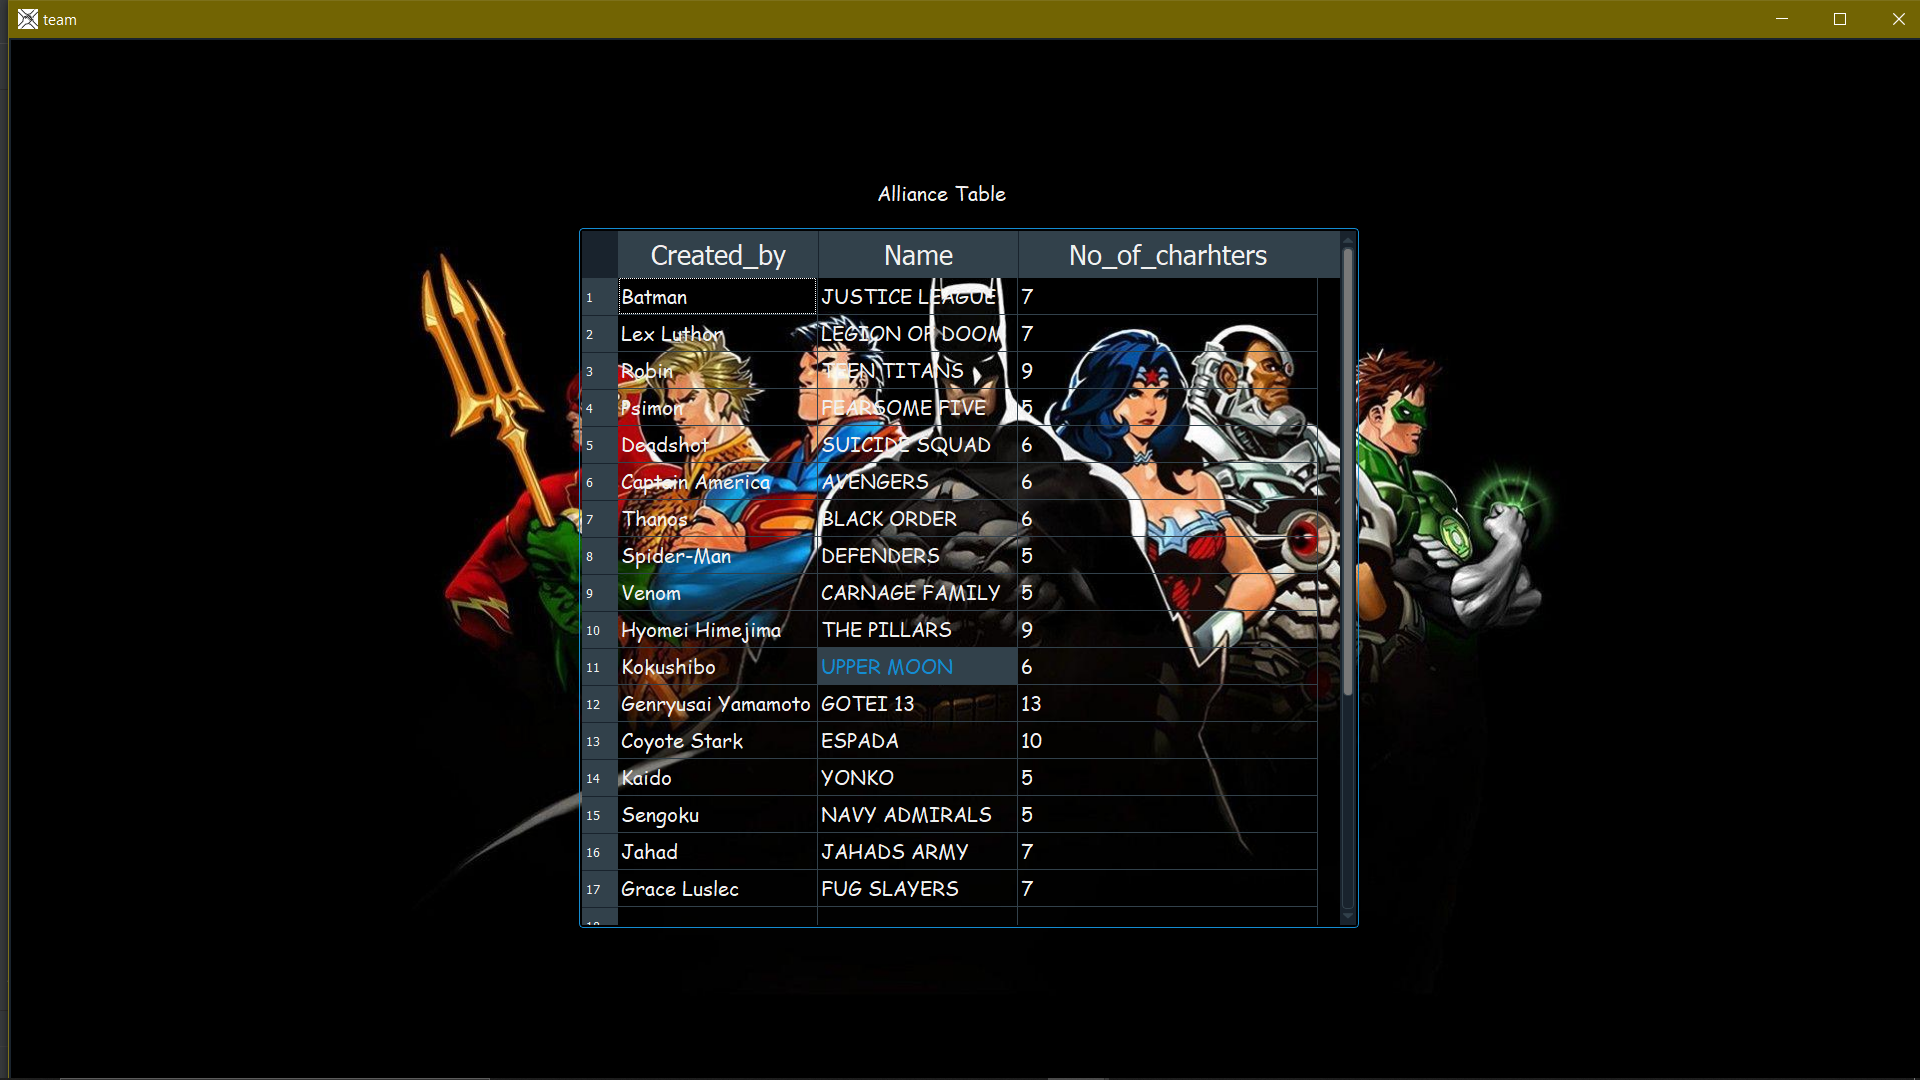 team
Alliance Table
Created_by Name No_of_charhters
1 Batman JUSTICE LEAGUE 7
2 Lex Luthor LEGION OF DOOM 7
3 Robin TEEN TITANS 9
4 Psimon FEARSOME FIVE 5
5 Deadshot SUICIDE SQUAD 6
6 Captain America AVENGERS 6
7 Thanos BLACK ORDER 6
8 Spider-Man DEFENDERS 5
9 Venom CARNAGE FAMILY 5
10 Hyomei Himejima THE PILLARS 9
11 Kokushibo UPPER MOON 6
12 Genryusai Yamamoto GOTEI 13 13
13 Coyote Stark ESPADA 10
14 Kaido YONKO 5
15 Sengoku NAVY ADMIRALS 5
16 Jahad JAHADS ARMY 7
17 Grace Luslec FUG SLAYERS 7